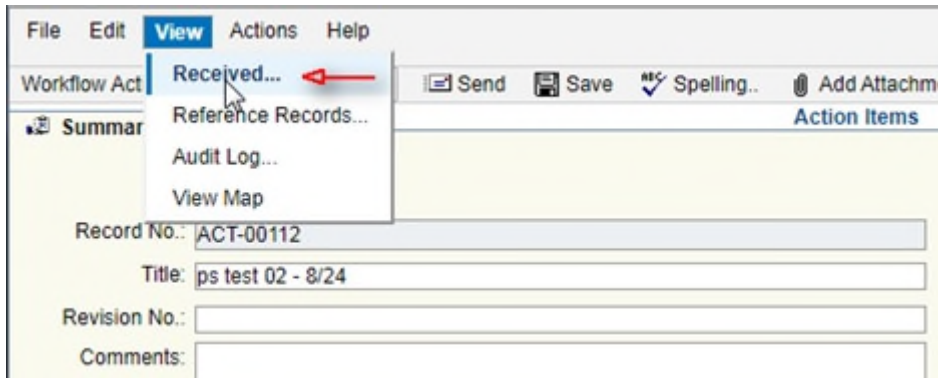 File Edit View Actions Help
Received...
Workflow Act Send Save ABC Spelling.. Add Attachm
Reference Records...
Summar Action Items
Audit Log...
View Map
Record No.: ACT-00112
Title: ps test 02 - 8/24
Revision No.:
Comments: